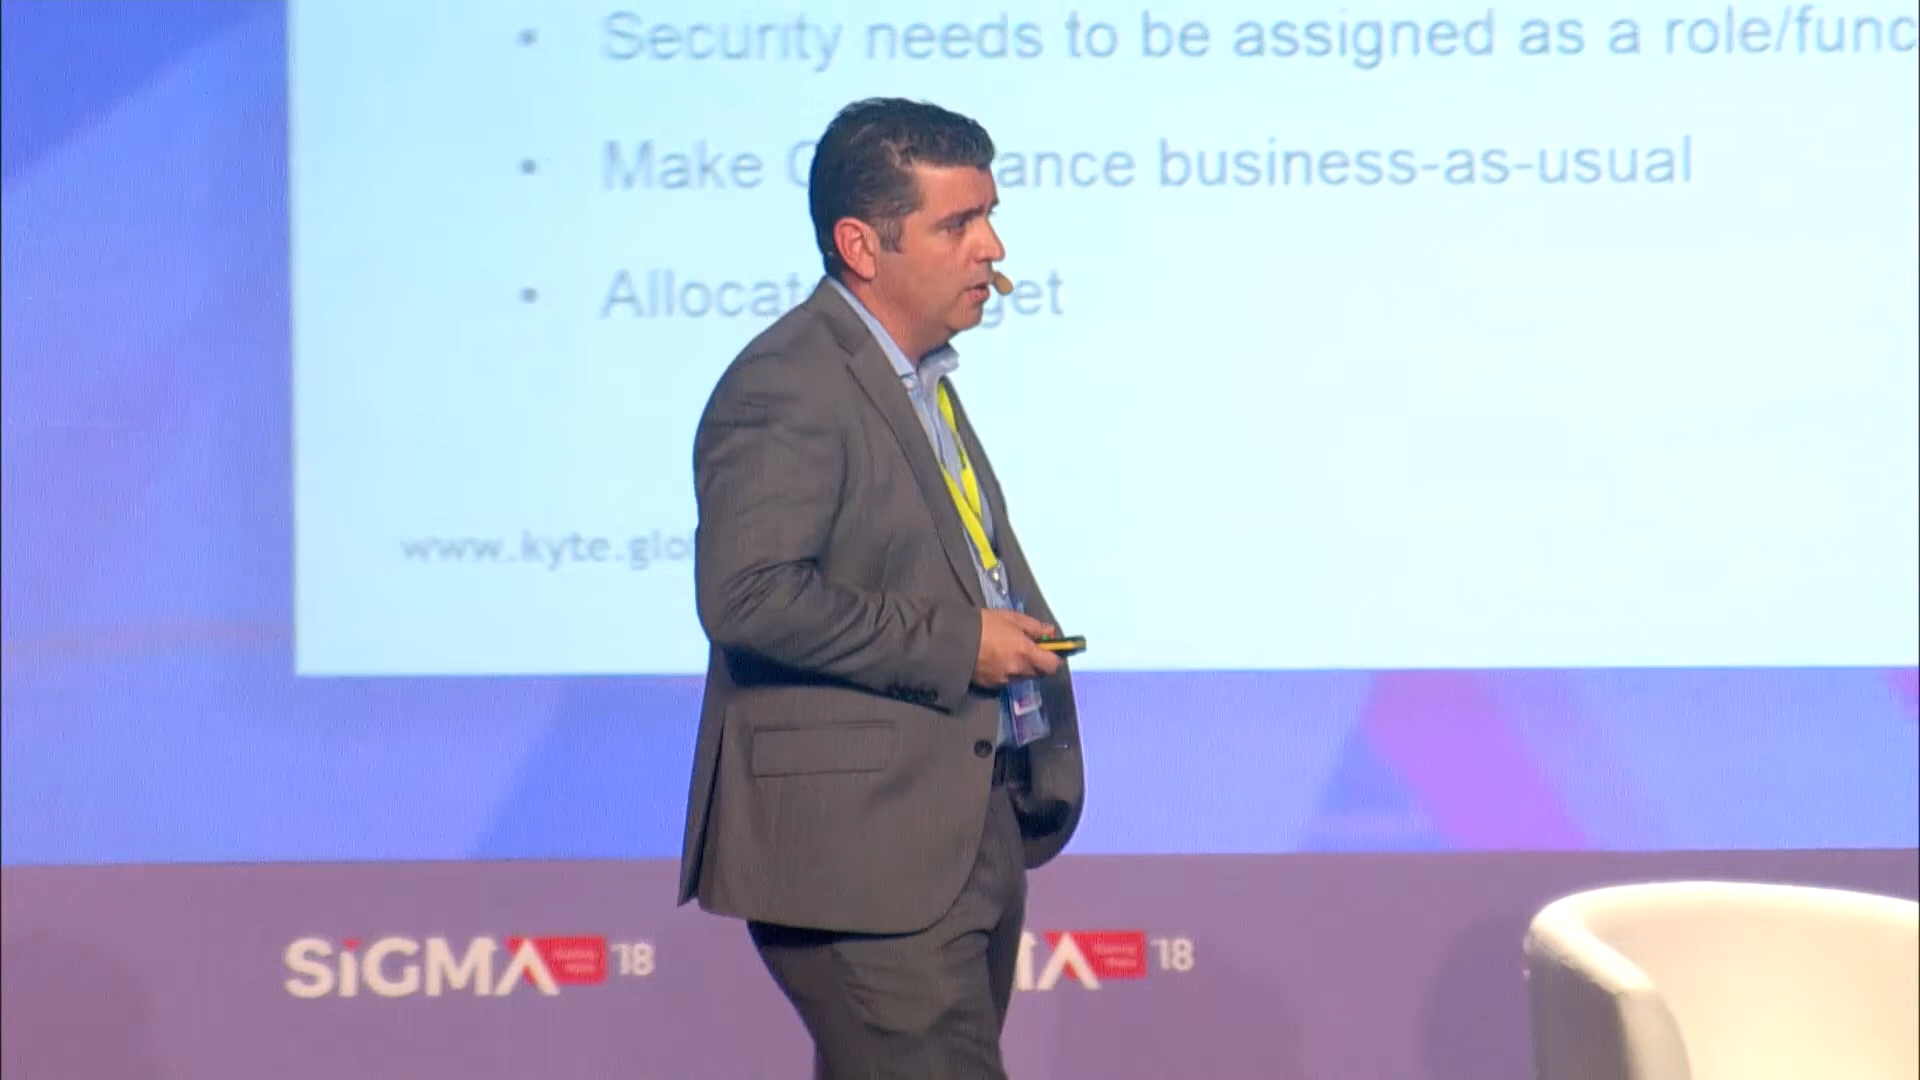 • Security needs to be assigned as a role/func
• Make C ance business-as-usual
• Allocat get
www.kyte.glo
SiGMA '18
MA '18